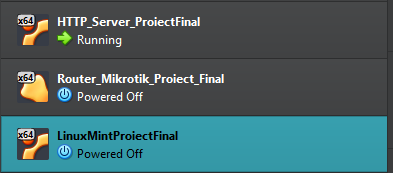 x64
HTTP_Server_ProiectFinal
Running
x64
Router_Mikrotik_Proiect_Final
Powered Off
x64
LinuxMintProiectFinal
Powered Off